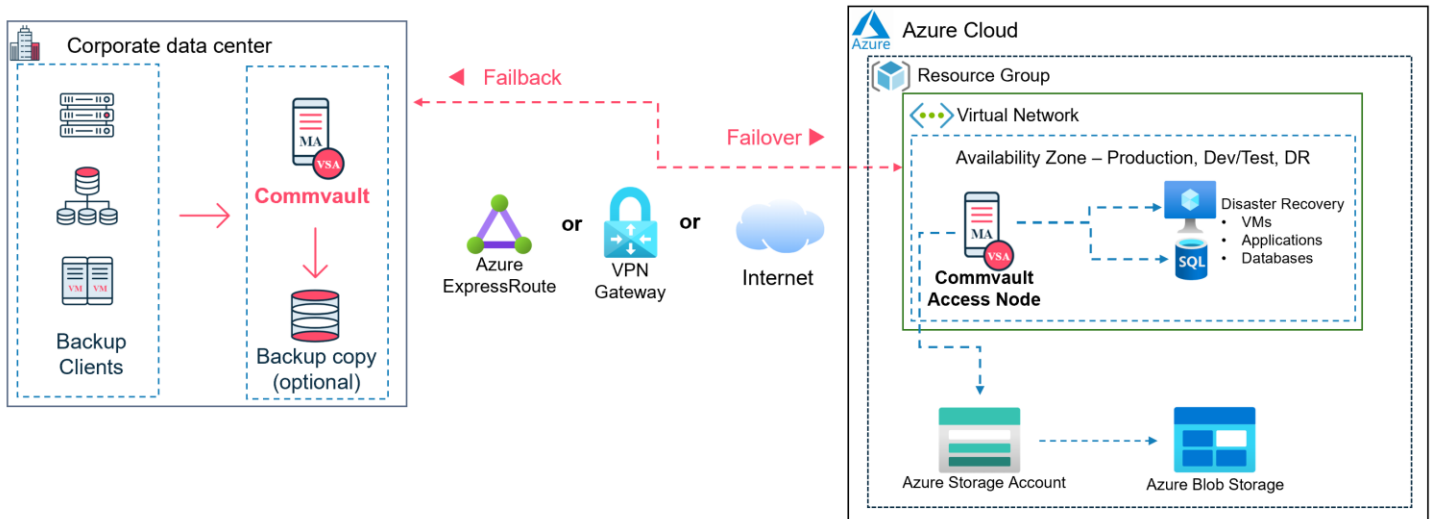 Corporate data center
MA
VSA
Commvault
VM VM
Backup
Clients
Backup copy
(optional)
◀ Failback
Failover ▶
Azure
ExpressRoute
or
VPN
Gateway
or
Internet
Azure
Azure Cloud
Resource Group
Virtual Network
Availability Zone – Production, Dev/Test, DR
MA
VSA
Commvault
Access Node
SQL
Disaster Recovery
• VMs
• Applications
• Databases
Azure Storage Account
Azure Blob Storage